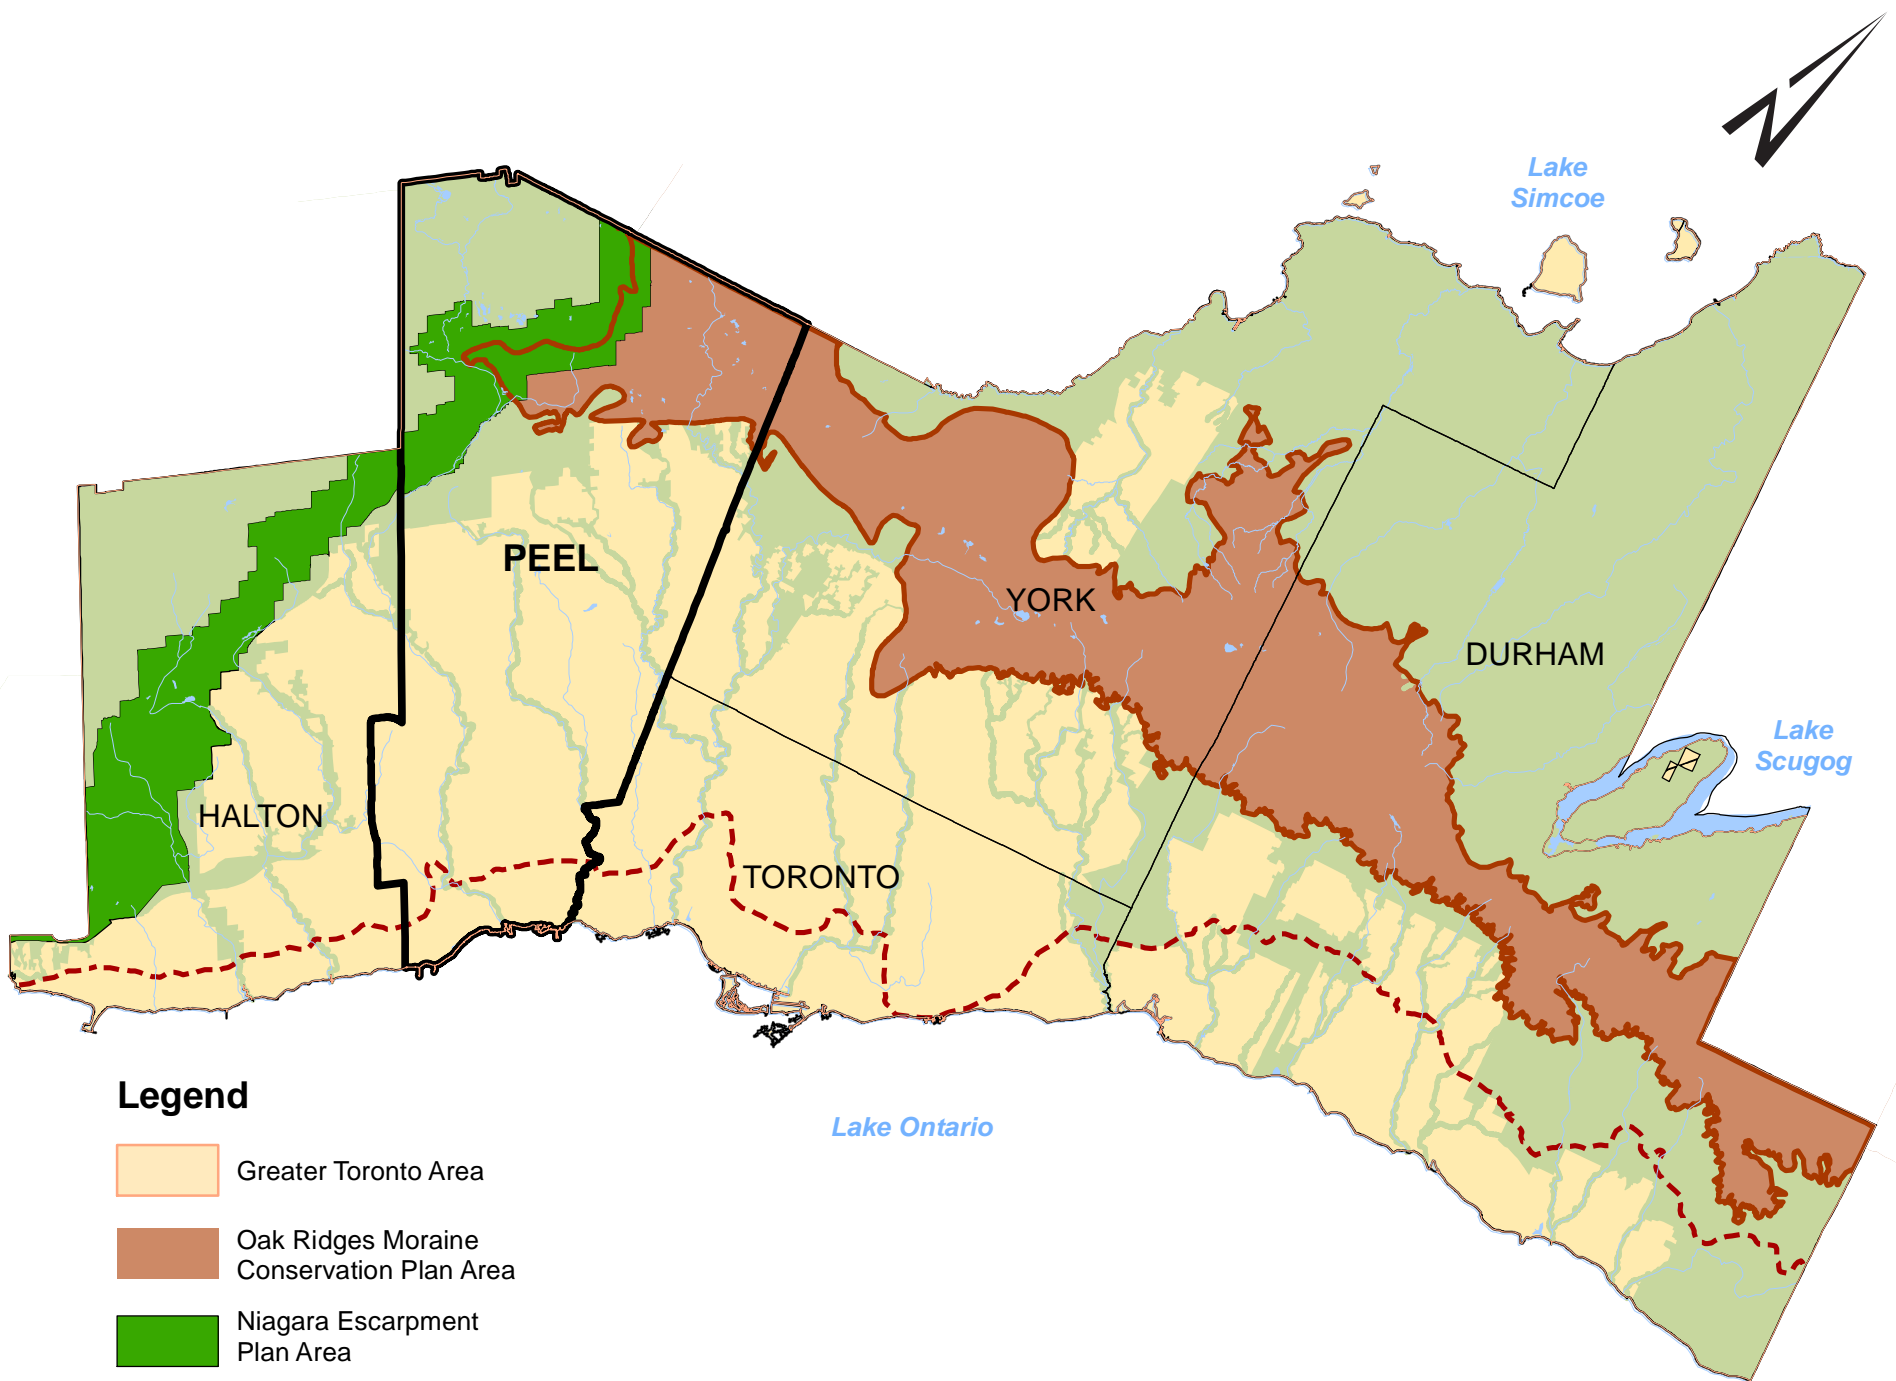 N
Lake
Simcoe
PEEL
YORK
DURHAM
Lake
Scugog
HALTON
TORONTO
Lake Ontario
Legend
Greater Toronto Area
Oak Ridges Moraine
Conservation Plan Area
Niagara Escarpment
Plan Area